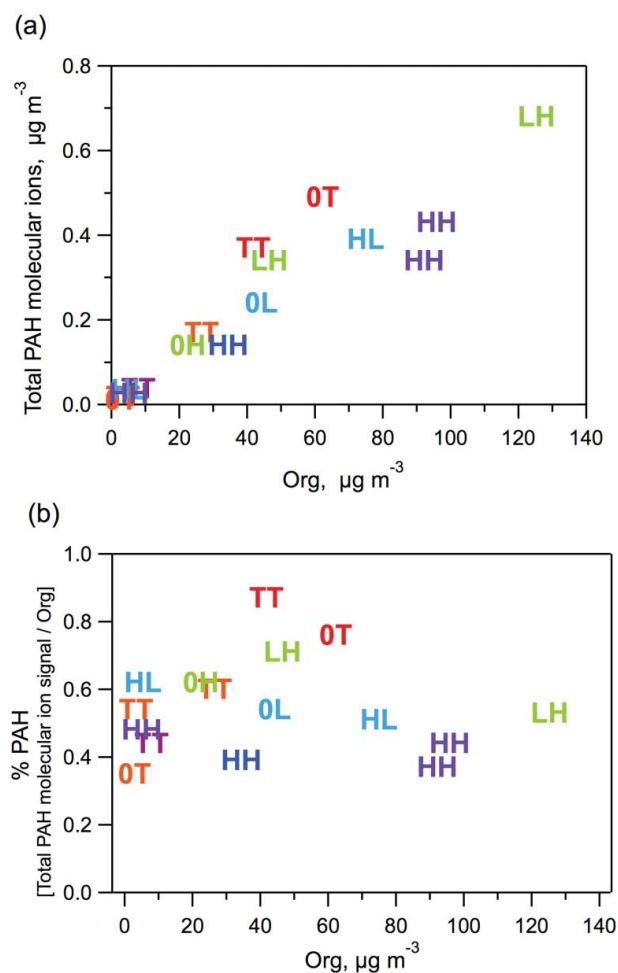 (a)
Total PAH molecular ions, µg m-3
0.8
0.6
0.4
0.2
0.0
LH
0T
HH
HL
TT
LH
HH
0L
TT
0H
HH
0 20 40 60 80 100 120 140
Org, µg m-3
(b)
% PAH
[Total PAH molecular ion signal / Org]
1.0
0.8
0.6
0.4
0.2
0.0
TT
0T
LH
HL
0H
TT
TT
0L
LH
HL
HH
TT
HH
HH
HH
0T
0 20 40 60 80 100 120 140
Org, µg m-3